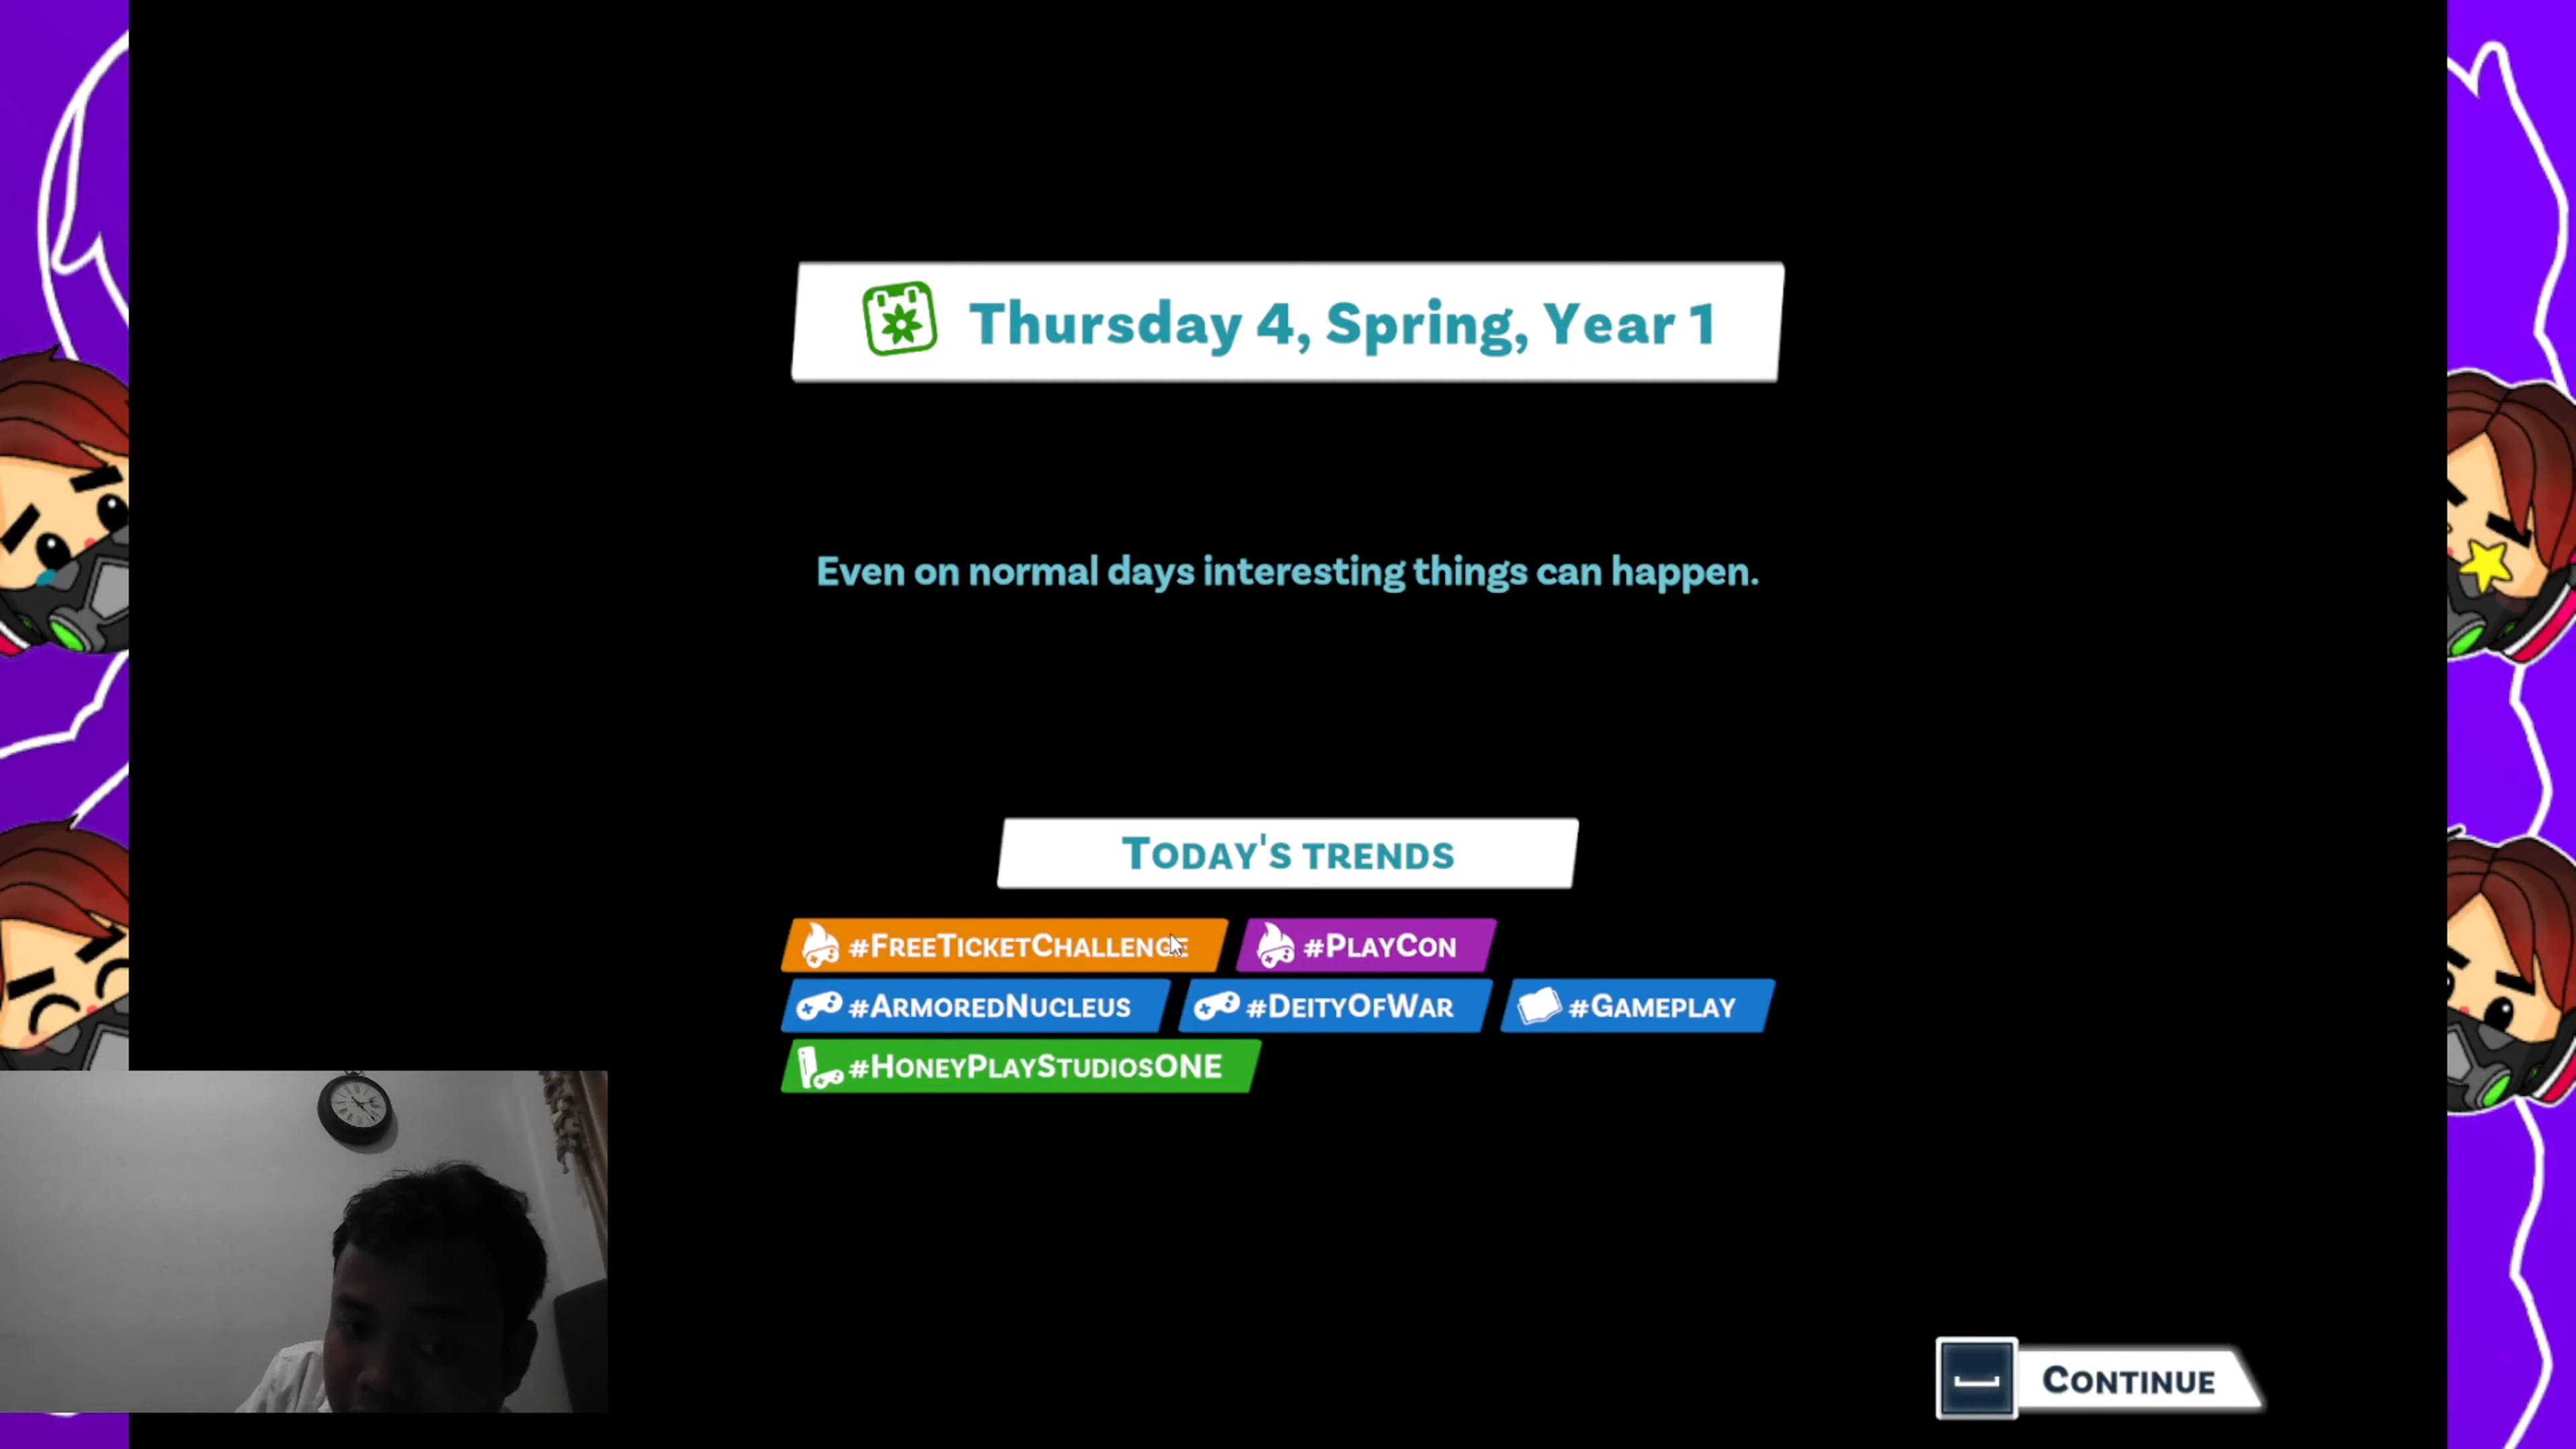 Thursday 4, Spring, Year 1
Even on normal days interesting things can happen.
TODAY'S TRENDS
#FREETICKETCHALLENGE #PLAYCON
#ARMOREDNUCLEUS #DEITYOFWAR #GAMEPLAY
#HONEYPLAYSTUDIOSONE
CONTINUE